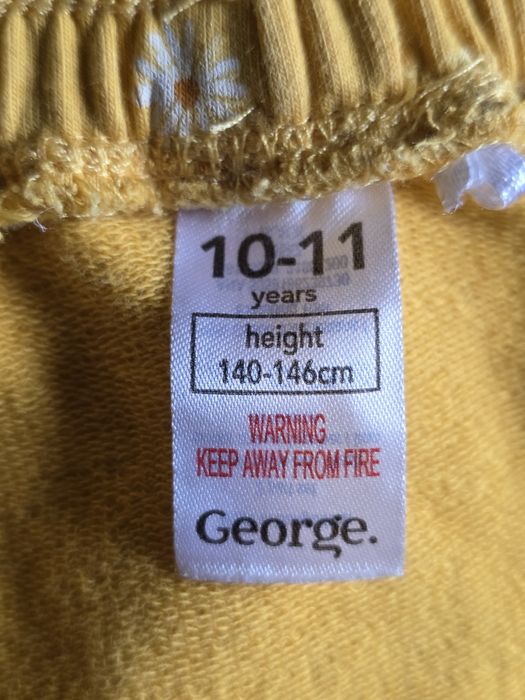 10-11
years
height
140-146cm
WARNING
KEEP AWAY FROM FIRE
George.